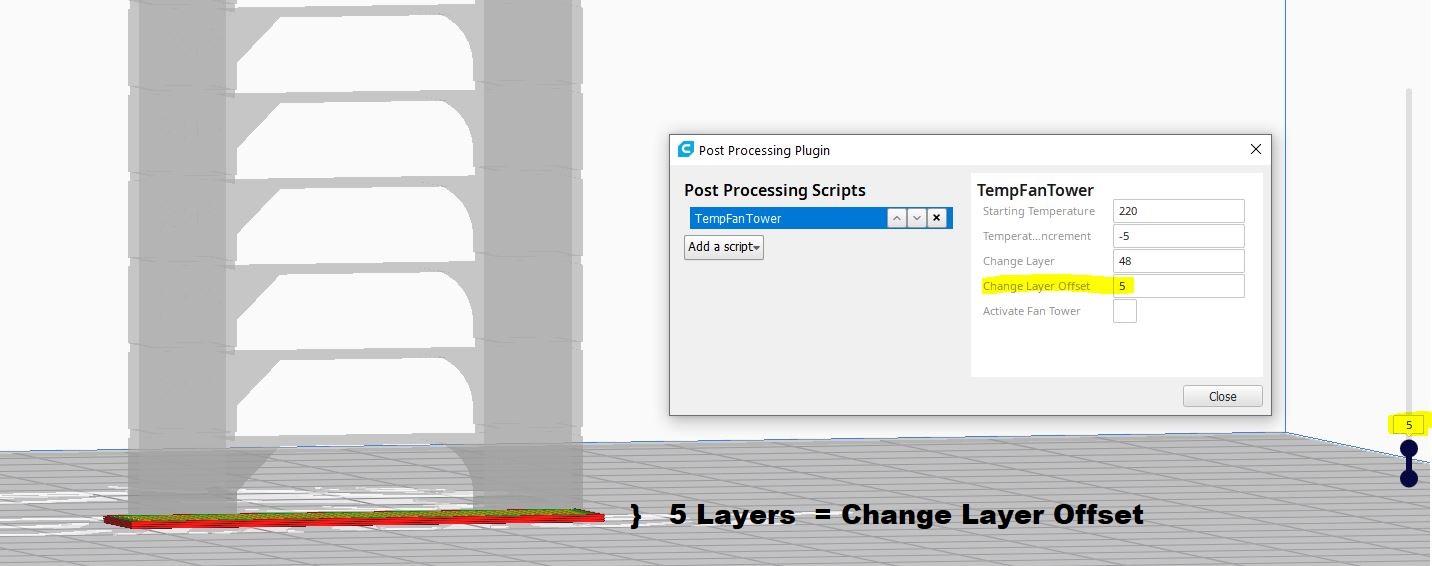 Post Processing Plugin
Post Processing Scripts
TempFanTower
Add a script
TempFanTower
Starting Temperature 220
Temperat...ncrement -5
Change Layer 48
Change Layer Offset 5
Activate Fan Tower
Close
5
} 5 Layers = Change Layer Offset